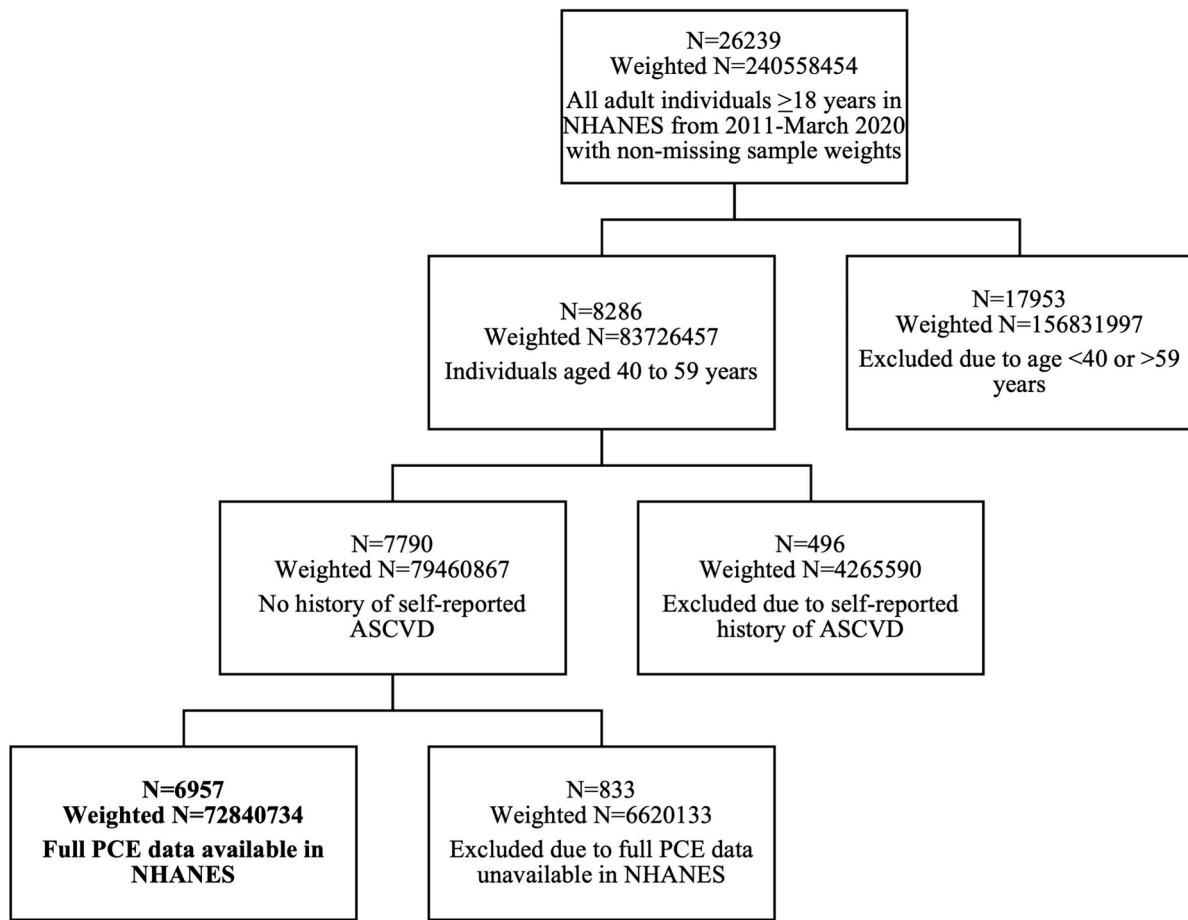 N=26239
Weighted N=240558454
All adult individuals ≥18 years in
NHANES from 2011-March 2020
with non-missing sample weights
N=8286
Weighted N=83726457
Individuals aged 40 to 59 years
N=17953
Weighted N=156831997
Excluded due to age <40 or >59
years
N=7790
Weighted N=79460867
No history of self-reported
ASCVD
N=496
Weighted N=4265590
Excluded due to self-reported
history of ASCVD
N=6957
Weighted N=72840734
Full PCE data available in
NHANES
N=833
Weighted N=6620133
Excluded due to full PCE data
unavailable in NHANES